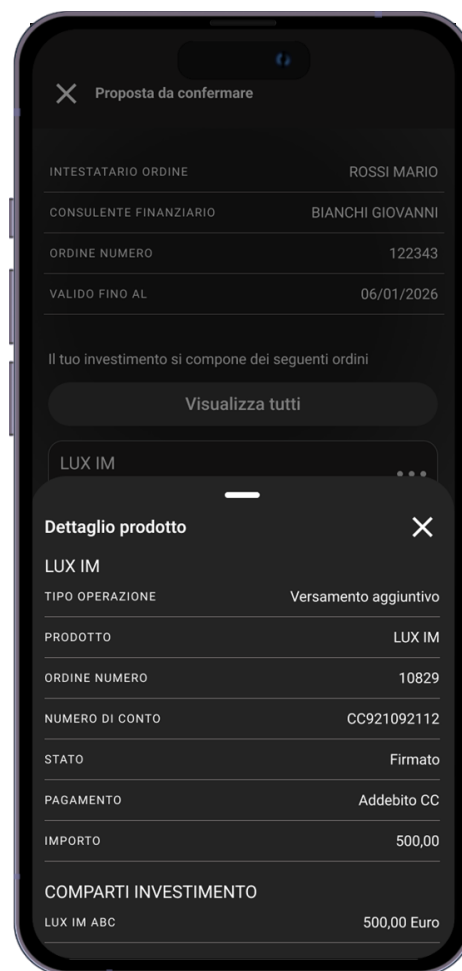 Proposta da confermare
INTESTATARIO ORDINE ROSSI MARIO
CONSULENTE FINANZIARIO BIANCHI GIOVANNI
ORDINE NUMERO 122343
VALIDO FINO AL 06/01/2026
Il tuo investimento si compone dei seguenti ordini
Visualizza tutti
LUX IM
Dettaglio prodotto
LUX IM
TIPO OPERAZIONE Versamento aggiuntivo
PRODOTTO LUX IM
ORDINE NUMERO 10829
NUMERO DI CONTO CC921092112
STATO Firmato
PAGAMENTO Addebito CC
IMPORTO 500,00
COMPARTI INVESTIMENTO
LUX IM ABC 500,00 Euro